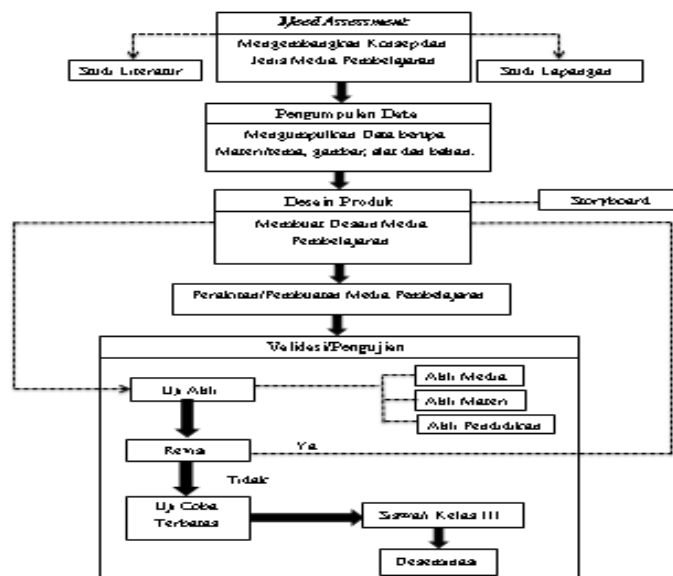 Need Assessment
Mengembangkan Konsep dan
Jenis Media Pembelajaran
Studi Literatur
Studi Lapangan
Pengumpulan Data
Mengumpulkan Data berupa
Materi/tema, gambar, alat dan bahan.
Desain Produk
Storyboard
Membuat Desain Media
Pembelajaran
Perakitan/Pembuatan Media Pembelajaran
Validasi/Pengujian
Uji Ahli
Ahli Media
Ahli Materi
Ahli Pendidikan
Revisi
Ya
Tidak
Uji Coba
Terbatas
Siswa/i Kelas III
Deseminasi